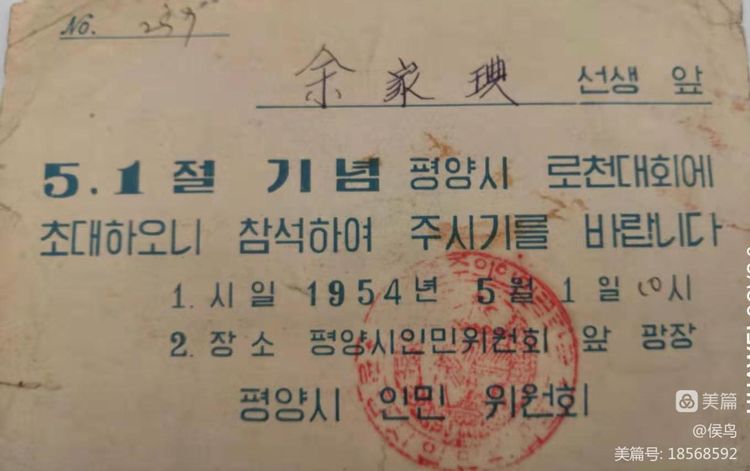 No. 259
余家琠 선생 앞
5.1절 기념 평양시 로천대회에
초대하오니 참석하여 주시기를 바랍니다
1. 시일 1954년 5월 1일 10시
2. 장소 평양시인민위원회 앞 광장
평양시 인민 위원회
美篇
@侯鸟
美篇号: 18568592